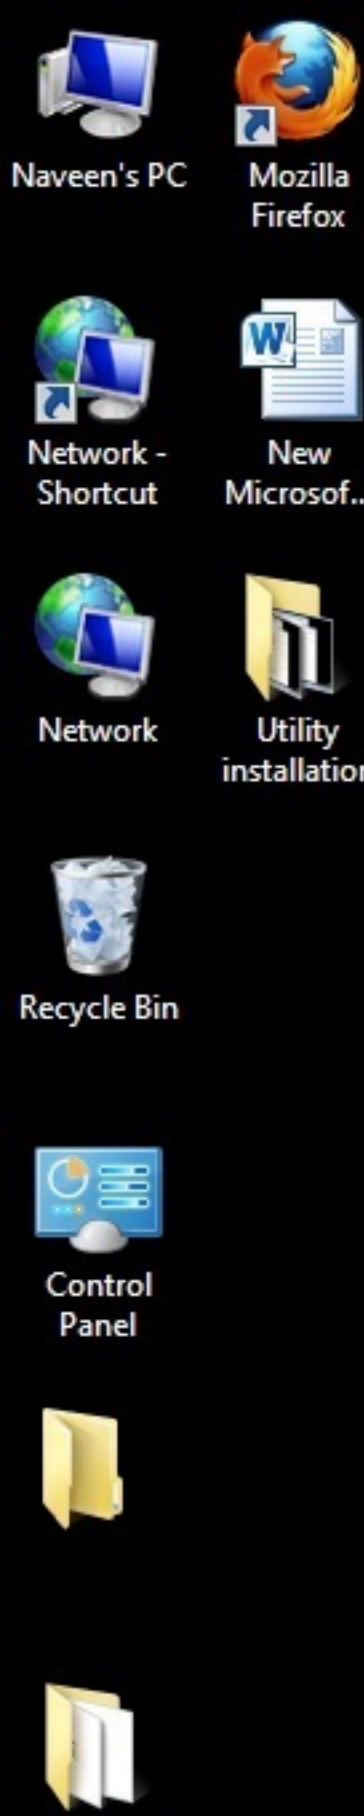 Naveen's PC
Mozilla
Firefox
Network -
Shortcut
New
Microsof...
Network
Utility
installation
Recycle Bin
Control
Panel